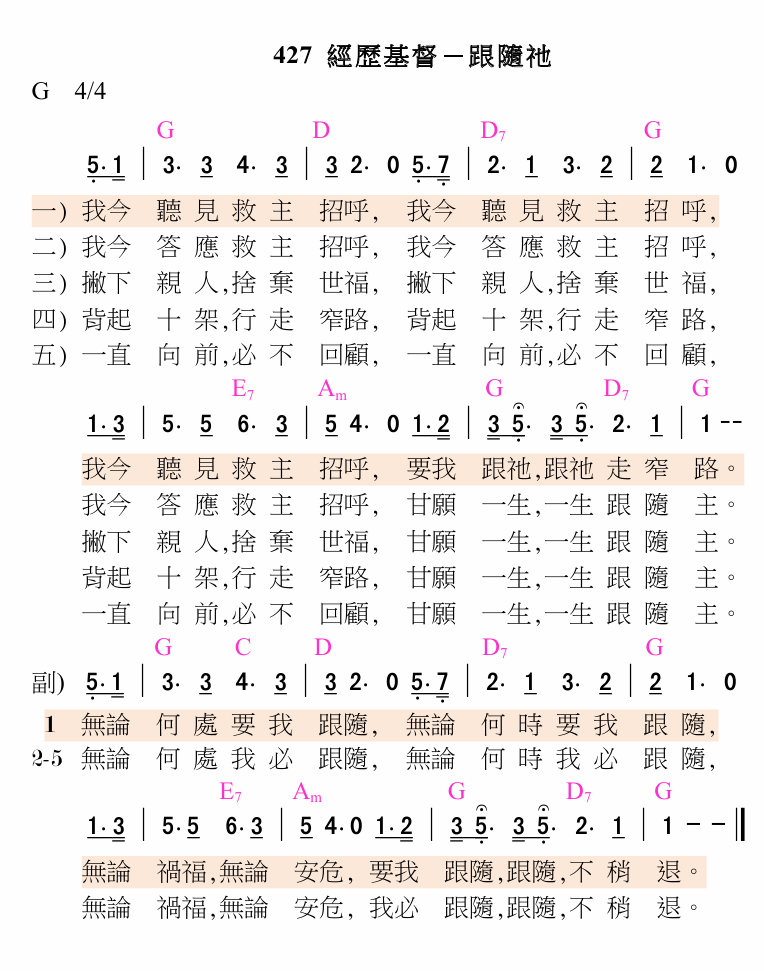 427 經歷基督－跟隨祂
G 4/4
G D D7 G
5·1 | 3· 3 4· 3 | 3 2· 0 5·7 | 2· 1 3· 2 | 2 1· 0
一) 我今 聽見救主 招呼, 我今 聽見救主 招呼,
二) 我今 答應救主 招呼, 我今 答應救主 招呼,
三) 撇下 親人,捨棄 世福, 撇下 親人,捨棄 世福,
四) 背起 十架,行走 窄路, 背起 十架,行走 窄路,
五) 一直 向前,必不 回顧, 一直 向前,必不 回顧,
E7 Am G D7 G
1·3 | 5· 5 6· 3 | 5 4· 0 1·2 | 3 5· 3 5· 2· 1 | 1 --
我今 聽見救主 招呼, 要我 跟祂,跟祂走窄 路。
我今 答應救主 招呼, 甘願 一生,一生跟隨 主。
撇下 親人,捨棄 世福, 甘願 一生,一生跟隨 主。
背起 十架,行走 窄路, 甘願 一生,一生跟隨 主。
一直 向前,必不 回顧, 甘願 一生,一生跟隨 主。
G C D D7 G
副) 5·1 | 3· 3 4· 3 | 3 2· 0 5·7 | 2· 1 3· 2 | 2 1· 0
1 無論 何處要我 跟隨, 無論 何時要我 跟隨,
2-5 無論 何處我必 跟隨, 無論 何時我必 跟隨,
E7 Am G D7 G
1·3 | 5·5 6·3 | 5 4·0 1·2 | 3 5· 3 5· 2· 1 | 1 - - ‖
無論 禍福,無論 安危, 要我 跟隨,跟隨,不稍 退。
無論 禍福,無論 安危, 我必 跟隨,跟隨,不稍 退。